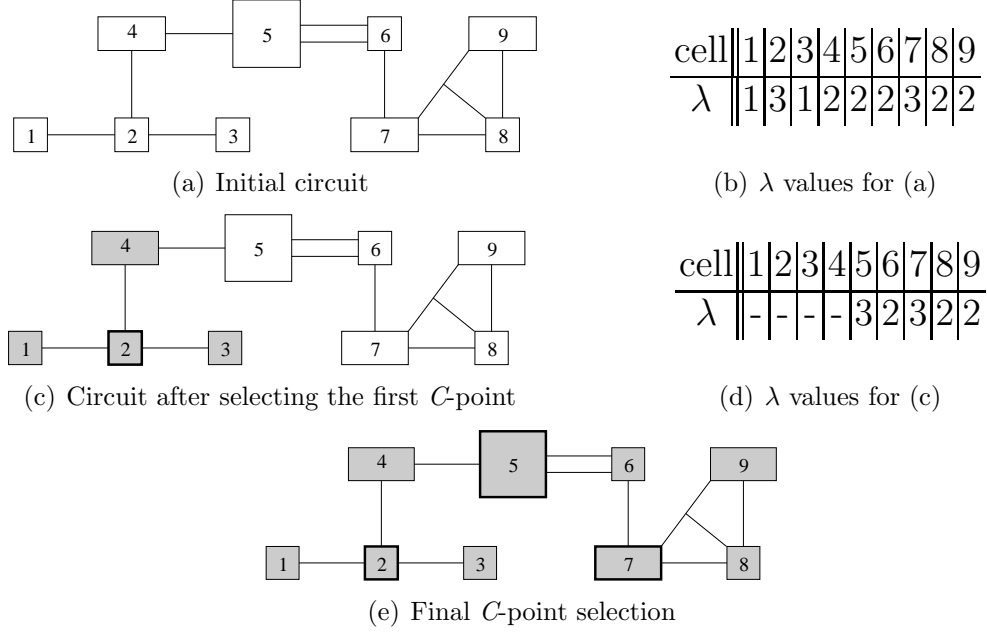 4 5 6 9
1 2 3 7 8
(a) Initial circuit
cell 1 2 3 4 5 6 7 8 9
λ 1 3 1 2 2 2 3 2 2
(b) λ values for (a)
4 5 6 9
1 2 3 7 8
(c) Circuit after selecting the first C-point
cell 1 2 3 4 5 6 7 8 9
λ - - - - 3 2 3 2 2
(d) λ values for (c)
4 5 6 9
1 2 3 7 8
(e) Final C-point selection